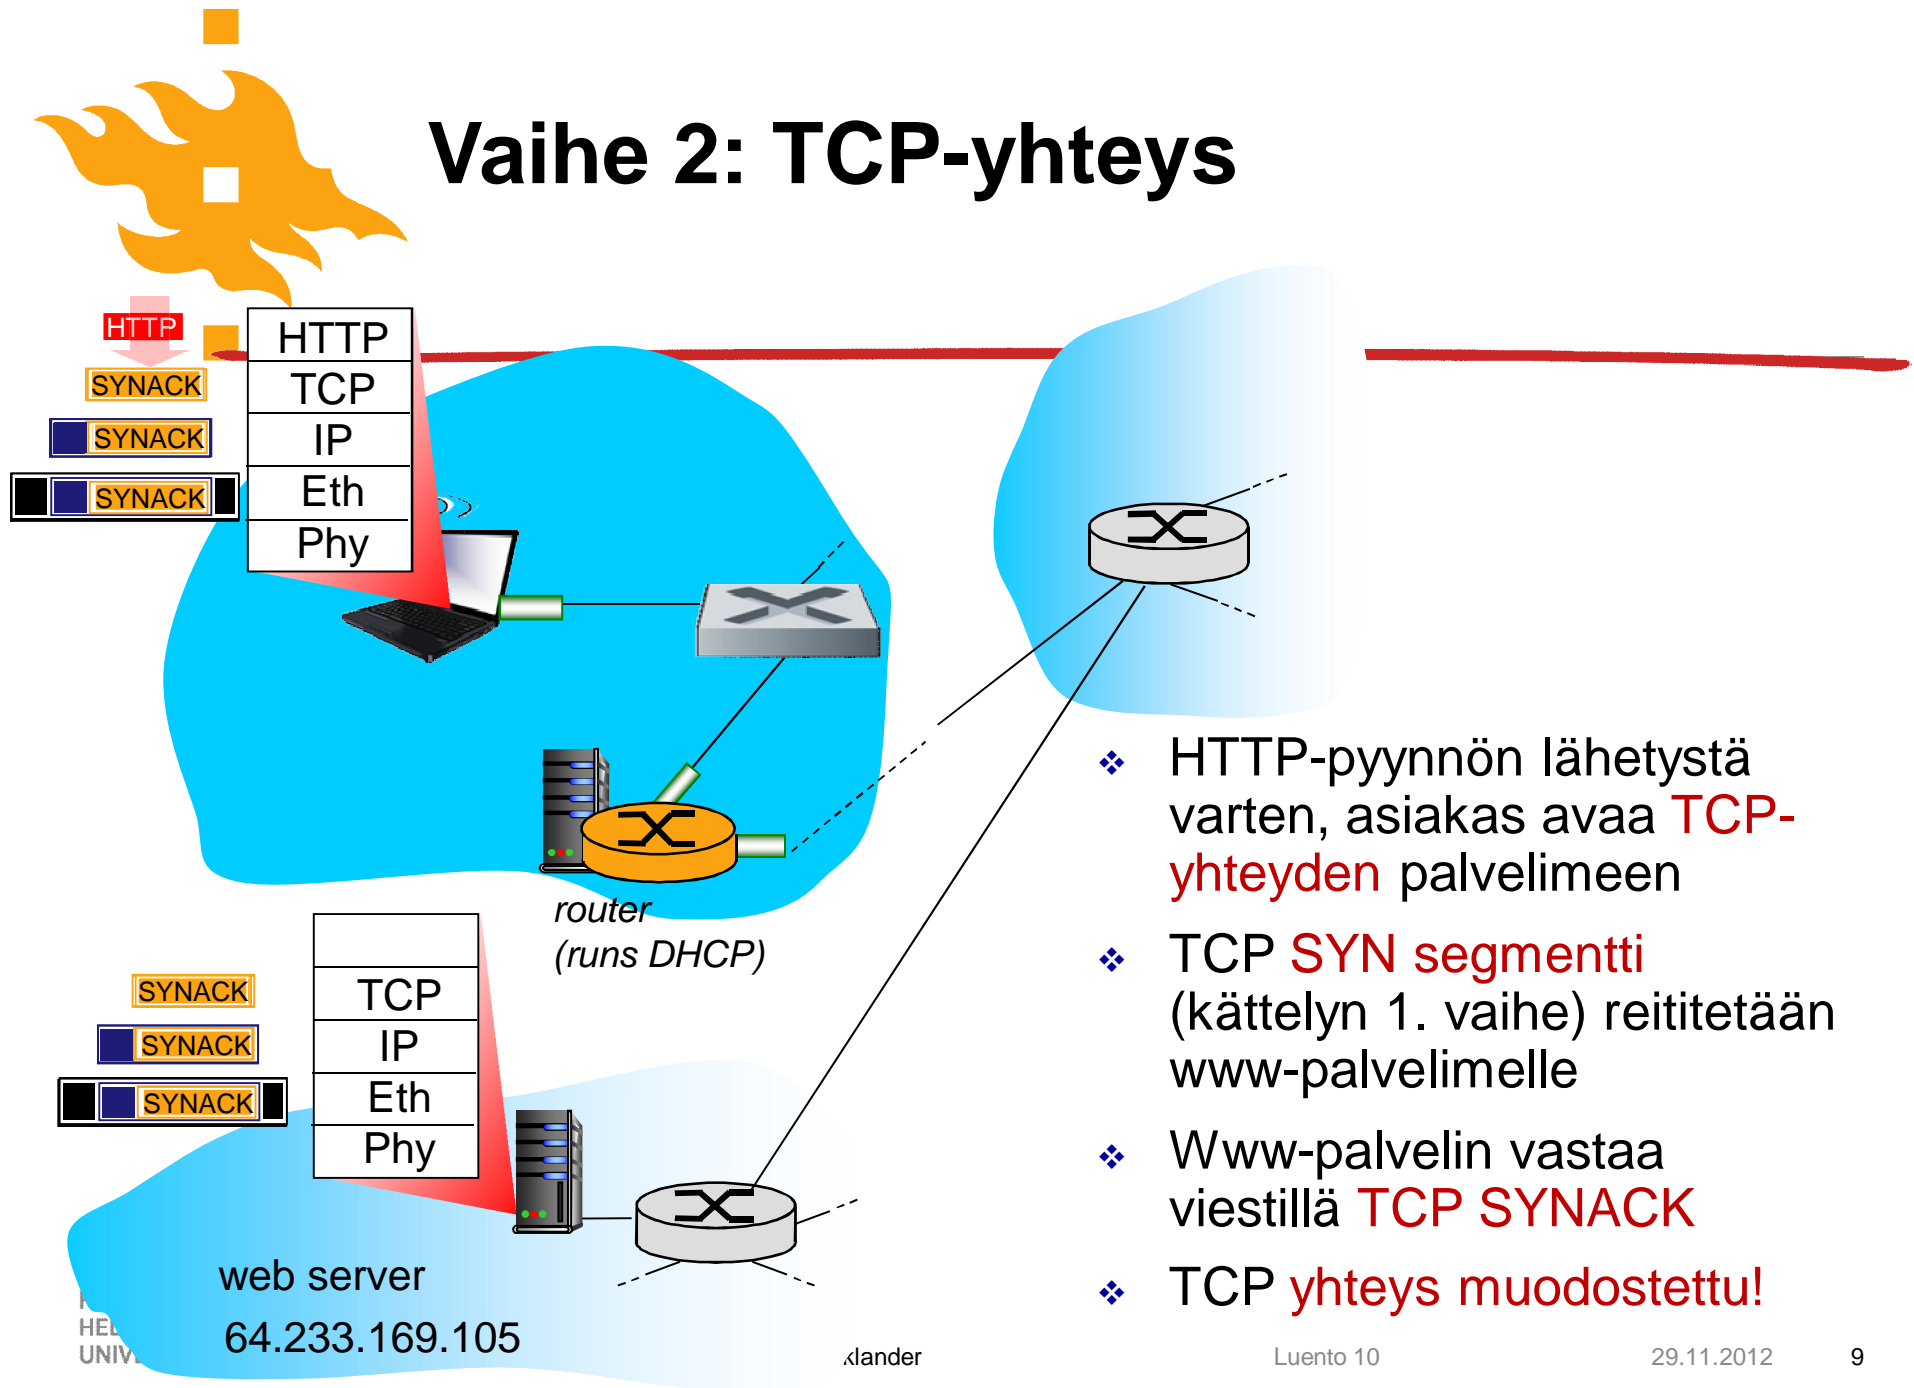 Vaihe 2: TCP-yhteys
HTTP
SYNACK
SYNACK
SYNACK
HTTP
TCP
IP
Eth
Phy
router
(runs DHCP)
SYNACK
SYNACK
SYNACK
TCP
IP
Eth
Phy
web server
64.233.169.105
HTTP-pyynnön lähetystä
varten, asiakas avaa TCP-
yhteyden palvelimeen
TCP SYN segmentti
(kättelyn 1. vaihe) reititetään
www-palvelimelle
Www-palvelin vastaa
viestillä TCP SYNACK
TCP yhteys muodostettu!
Luento 10
29.11.2012
9